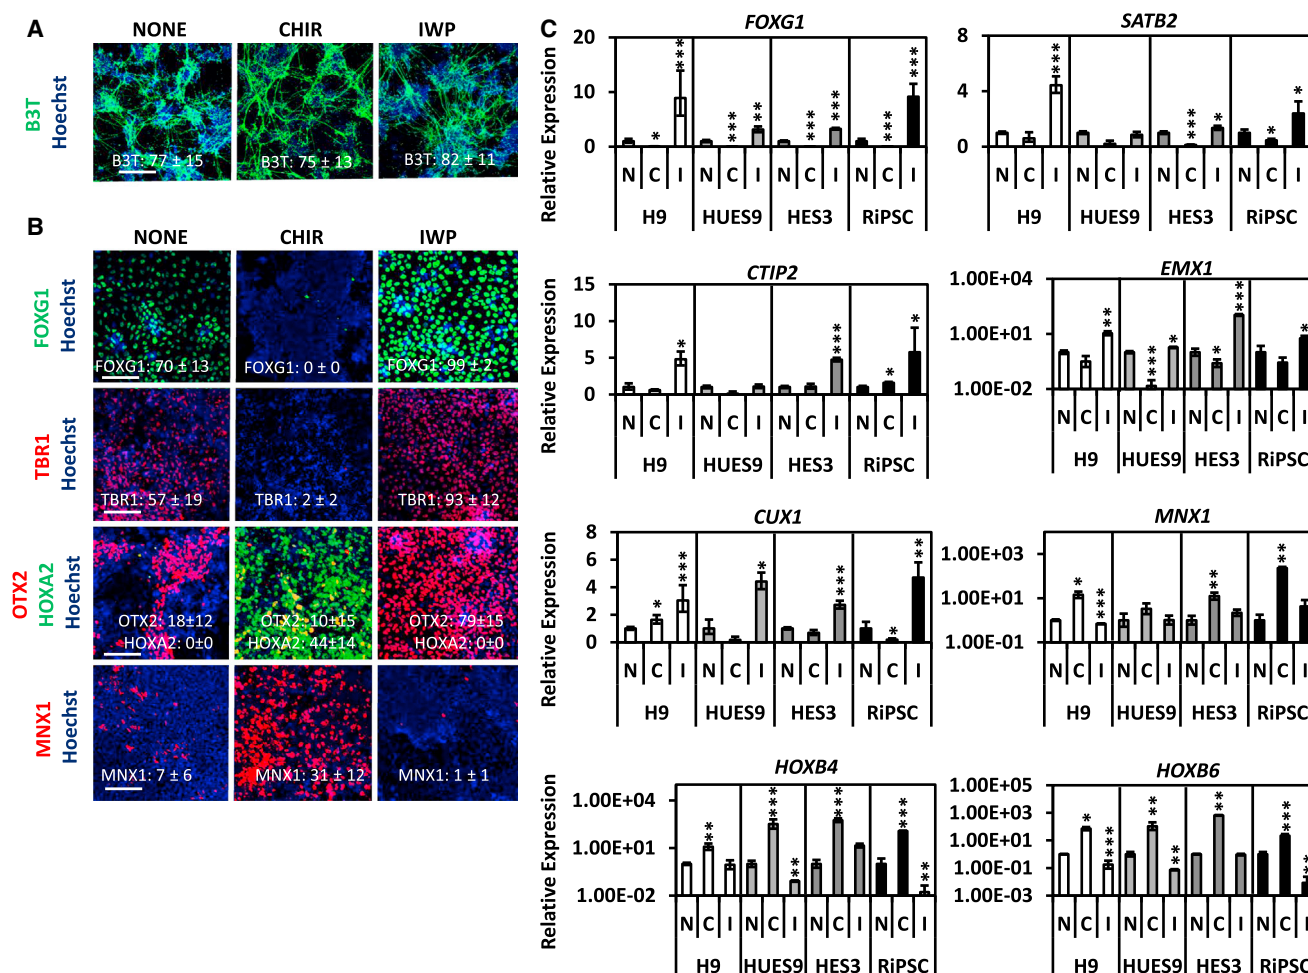 A
NONE CHIR IWP
B3T
Hoechst
B3T: 77 ± 15
B3T: 75 ± 13
B3T: 82 ± 11
B
NONE CHIR IWP
FOXG1
Hoechst
FOXG1: 70 ± 13
FOXG1: 0 ± 0
FOXG1: 99 ± 2
TBR1
Hoechst
TBR1: 57 ± 19
TBR1: 2 ± 2
TBR1: 93 ± 12
OTX2
HOXA2
Hoechst
OTX2: 18±12
HOXA2: 0±0
OTX2: 10±15
HOXA2: 44±14
OTX2: 79±15
HOXA2: 0±0
MNX1
Hoechst
MNX1: 7 ± 6
MNX1: 31 ± 12
MNX1: 1 ± 1
C
FOXG1
Relative Expression
20
10
0
* *** *** *** ** *** *** ***
N C I N C I N C I N C I
H9 HUES9 HES3 RiPSC
SATB2
8
4
0
*** *** * * *
N C I N C I N C I N C I
H9 HUES9 HES3 RiPSC
CTIP2
Relative Expression
15
10
5
0
* *** * *
N C I N C I N C I N C I
H9 HUES9 HES3 RiPSC
EMX1
1.00E+04
1.00E+01
1.00E-02
** *** * * *** *
N C I N C I N C I N C I
H9 HUES9 HES3 RiPSC
CUX1
Relative Expression
8
6
4
2
0
* *** * *** * **
N C I N C I N C I N C I
H9 HUES9 HES3 RiPSC
MNX1
1.00E+03
1.00E+01
1.00E-01
* *** ** **
N C I N C I N C I N C I
H9 HUES9 HES3 RiPSC
HOXB4
Relative Expression
1.00E+04
1.00E+01
1.00E-02
** *** ** *** *** **
N C I N C I N C I N C I
H9 HUES9 HES3 RiPSC
HOXB6
1.00E+05
1.00E+03
1.00E+01
1.00E-01
1.00E-03
* *** ** ** ** *** **
N C I N C I N C I N C I
H9 HUES9 HES3 RiPSC